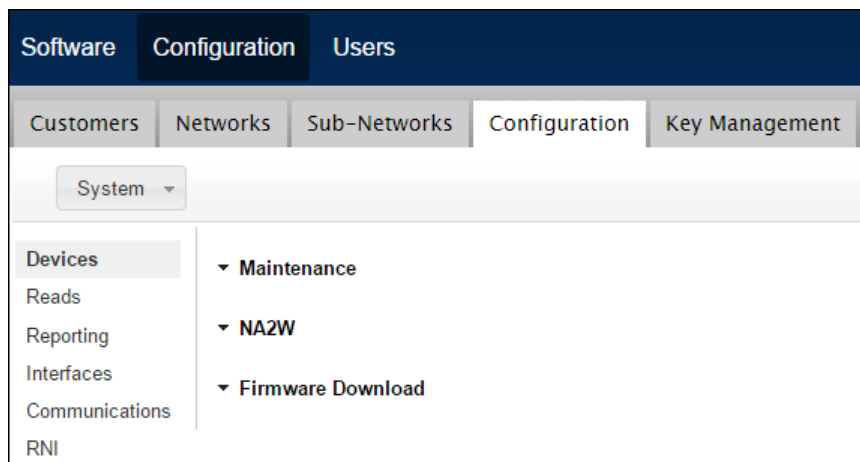 Software Configuration Users
Customers Networks Sub-Networks Configuration Key Management
System
Devices
Reads
Reporting
Interfaces
Communications
RNI
Maintenance
NA2W
Firmware Download